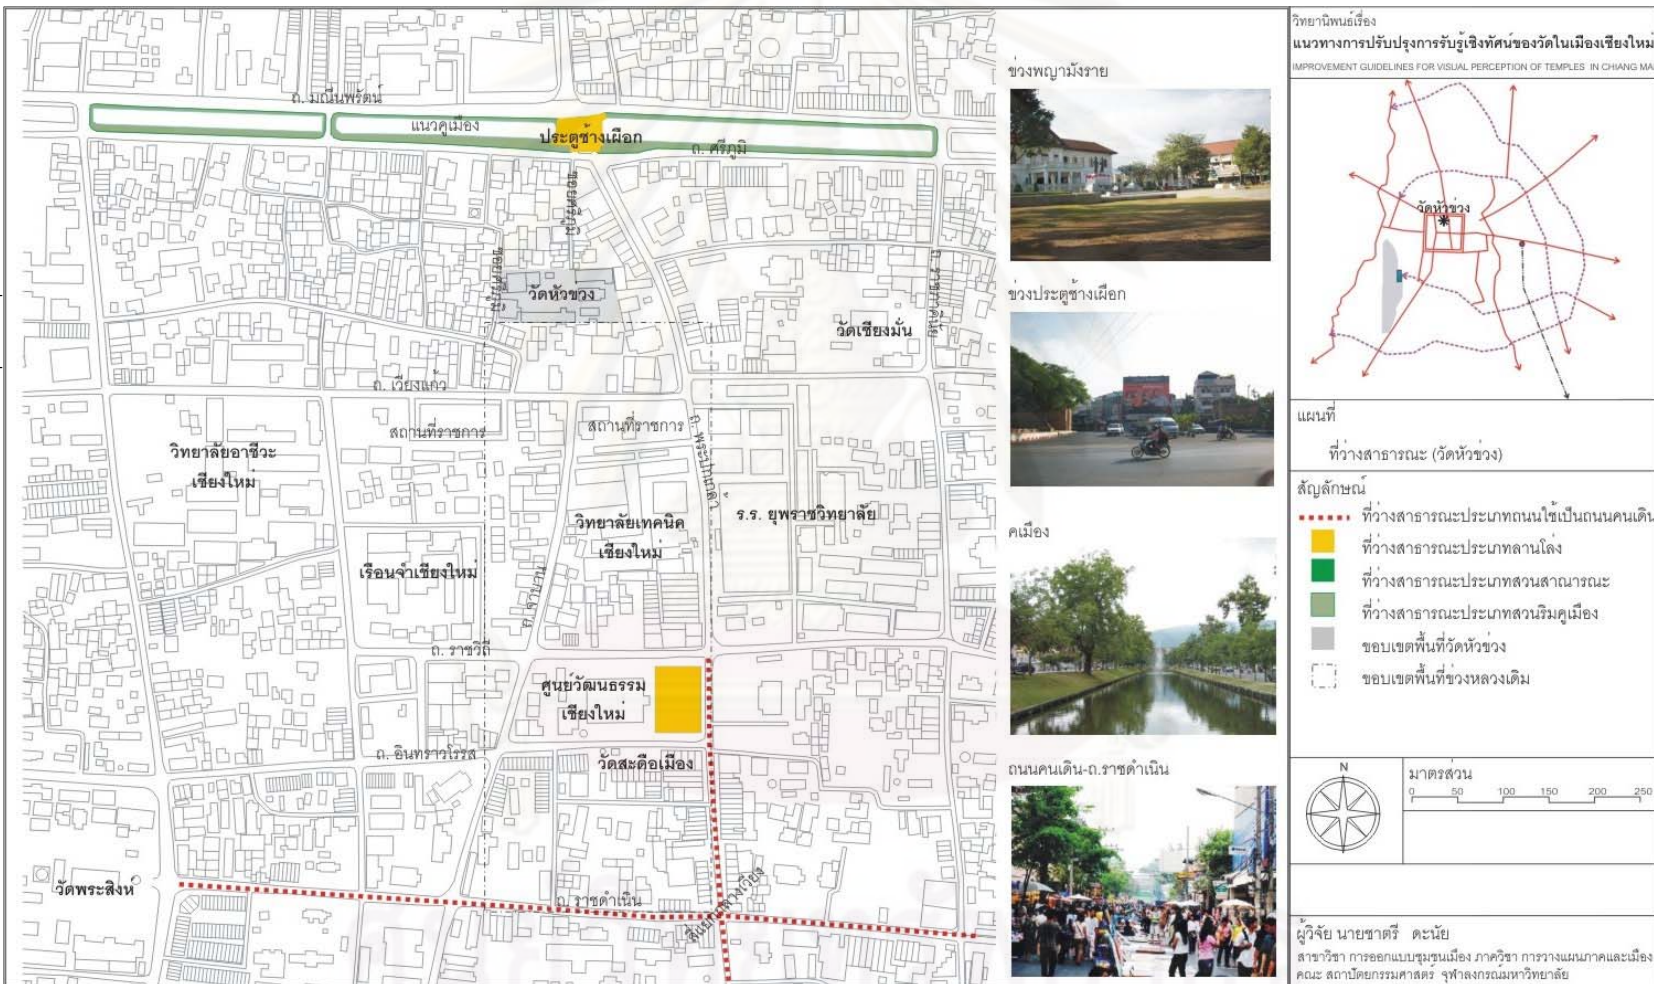 ถ. มณีนพรัตน์
แนวคูเมือง
ประตูช้างเผือก
ถ. ศรีภูมิ
วัดหัวข่วง
วัดเชียงมั่น
ถ. เวียงแก้ว
สถานที่ราชการ
สถานที่ราชการ
ถ. พระปกเกล้า
วิทยาลัยอาชีวะ
เชียงใหม่
วิทยาลัยเทคนิค
เชียงใหม่
ร.ร. ยุพราชวิทยาลัย
เรือนจำเชียงใหม่
ถ. จาบาน
ถ. ราชวิถี
ศูนย์วัฒนธรรม
เชียงใหม่
ถ. อินทราวโรรส
วัดสะดือเมือง
วัดพระสิงห์
ถ. ราชดำเนิน
สี่แยกกลางเวียง
ข่วงพญามังราย
ข่วงประตูช้างเผือก
คูเมือง
ถนนคนเดิน-ถ.ราชดำเนิน
วิทยานิพนธ์เรื่อง
แนวทางการปรับปรุงการรับรู้เชิงทัศน์ของวัดในเมืองเชียงใหม่
IMPROVEMENT GUIDELINES FOR VISUAL PERCEPTION OF TEMPLES IN CHIANG MA
วัดหัวข่วง
แผนที่
ที่ว่างสาธารณะ (วัดหัวข่วง)
สัญลักษณ์
ที่ว่างสาธารณะประเภทถนนใช้เป็นถนนคนเดิน
ที่ว่างสาธารณะประเภทลานโล่ง
ที่ว่างสาธารณะประเภทสวนสาณารณะ
ที่ว่างสาธารณะประเภทสวนริมคูเมือง
ขอบเขตพื้นที่วัดหัวข่วง
ขอบเขตพื้นที่ข่วงหลวงเดิม
N
มาตรส่วน
0 50 100 150 200 250
ผู้วิจัย นายชาตรี ดะนัย
สาขาวิชา การออกแบบชุมชนเมือง ภาควิชา การวางแผนภาคและเมือง
คณะ สถาปัตยกรรมศาสตร์ จุฬาลงกรณ์มหาวิทยาลัย